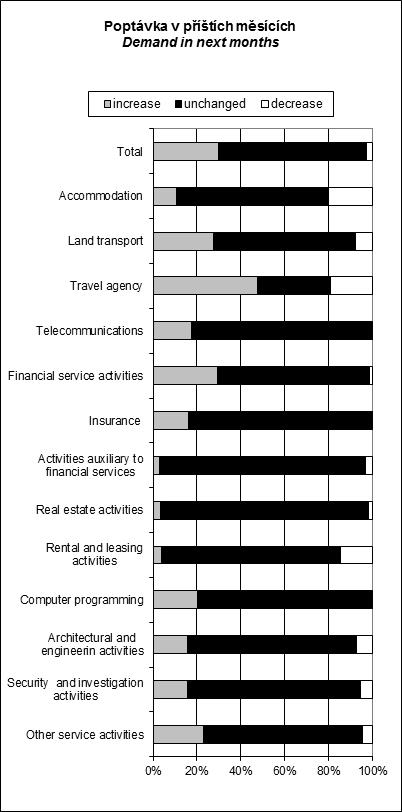 Poptávka v příštích měsících
Demand in next months
increase unchanged decrease
Total
Accommodation
Land transport
Travel agency
Telecommunications
Financial service activities
Insurance
Activities auxiliary to
financial services
Real estate activities
Rental and leasing
activities
Computer programming
Architectural and
engineerin activities
Security and investigation
activities
Other service activities
0% 20% 40% 60% 80% 100%